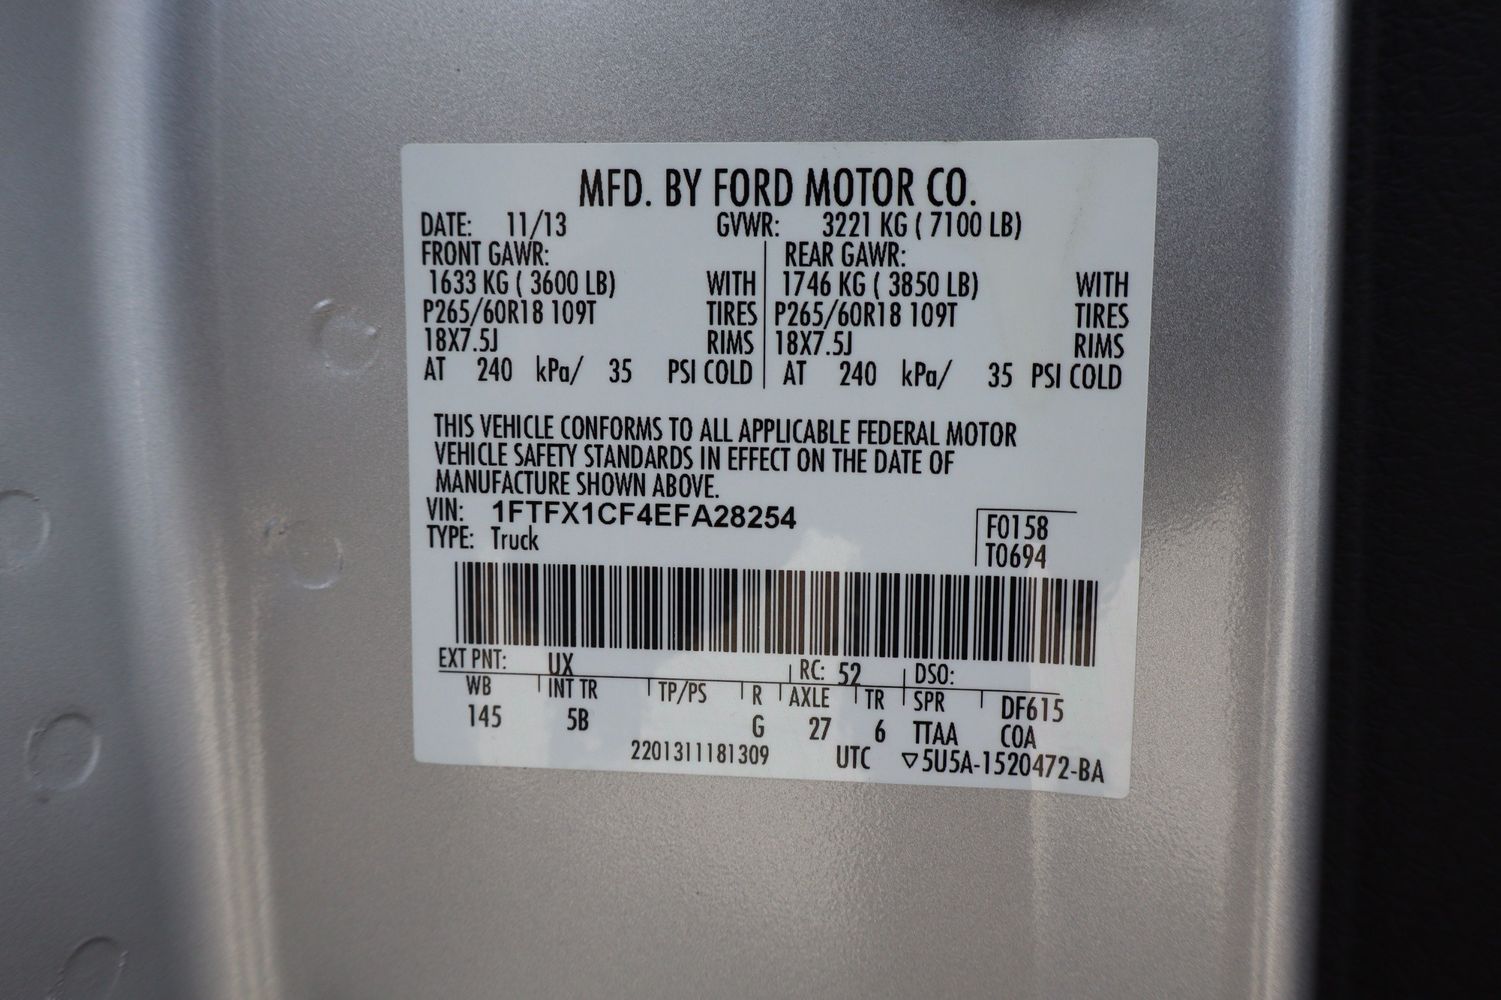 MFD. BY FORD MOTOR CO.
DATE: 11/13 GVWR: 3221 KG ( 7100 LB)
FRONT GAWR: REAR GAWR:
1633 KG ( 3600 LB) WITH 1746 KG ( 3850 LB) WITH
P265/60R18 109T TIRES P265/60R18 109T TIRES
18X7.5J RIMS 18X7.5J RIMS
AT 240 kPa/ 35 PSI COLD AT 240 kPa/ 35 PSI COLD
THIS VEHICLE CONFORMS TO ALL APPLICABLE FEDERAL MOTOR
VEHICLE SAFETY STANDARDS IN EFFECT ON THE DATE OF
MANUFACTURE SHOWN ABOVE.
VIN: 1FTFX1CF4EFA28254 F0158
TYPE: Truck T0694
EXT PNT: UX RC: 52 DSO:
WB INT TR TP/PS R AXLE TR SPR DF615
145 5B G 27 6 TTAA COA
2201311181309 UTC ▽5U5A-1520472-BA